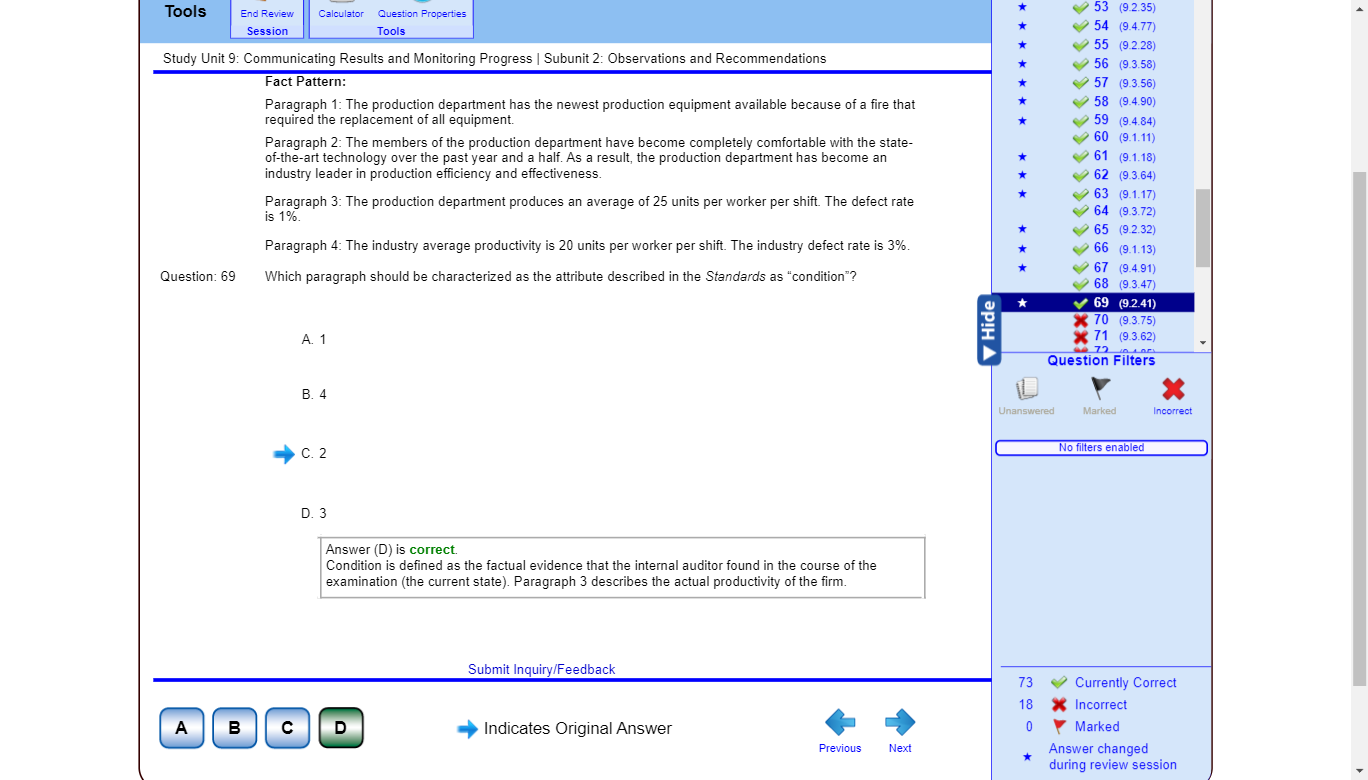 Tools
End Review
Session
Calculator
Question Properties
Tools
Study Unit 9: Communicating Results and Monitoring Progress | Subunit 2: Observations and Recommendations
Fact Pattern:
Paragraph 1: The production department has the newest production equipment available because of a fire that
required the replacement of all equipment.
Paragraph 2: The members of the production department have become completely comfortable with the state-
of-the-art technology over the past year and a half. As a result, the production department has become an
industry leader in production efficiency and effectiveness.
Paragraph 3: The production department produces an average of 25 units per worker per shift. The defect rate
is 1%.
Paragraph 4: The industry average productivity is 20 units per worker per shift. The industry defect rate is 3%.
Question: 69
Which paragraph should be characterized as the attribute described in the Standards as “condition”?
A. 1
B. 4
C. 2
D. 3
Answer (D) is correct.
Condition is defined as the factual evidence that the internal auditor found in the course of the
examination (the current state). Paragraph 3 describes the actual productivity of the firm.
Submit Inquiry/Feedback
A
B
C
D
Indicates Original Answer
Previous
Next
53 (9.2.35)
54 (9.4.77)
55 (9.2.28)
56 (9.3.58)
57 (9.3.56)
58 (9.4.90)
59 (9.4.84)
60 (9.1.11)
61 (9.1.18)
62 (9.3.64)
63 (9.1.17)
64 (9.3.72)
65 (9.2.32)
66 (9.1.13)
67 (9.4.91)
68 (9.3.47)
69 (9.2.41)
70 (9.3.75)
71 (9.3.62)
72
Hide
Question Filters
Unanswered
Marked
Incorrect
No filters enabled
73 Currently Correct
18 Incorrect
0 Marked
Answer changed
during review session